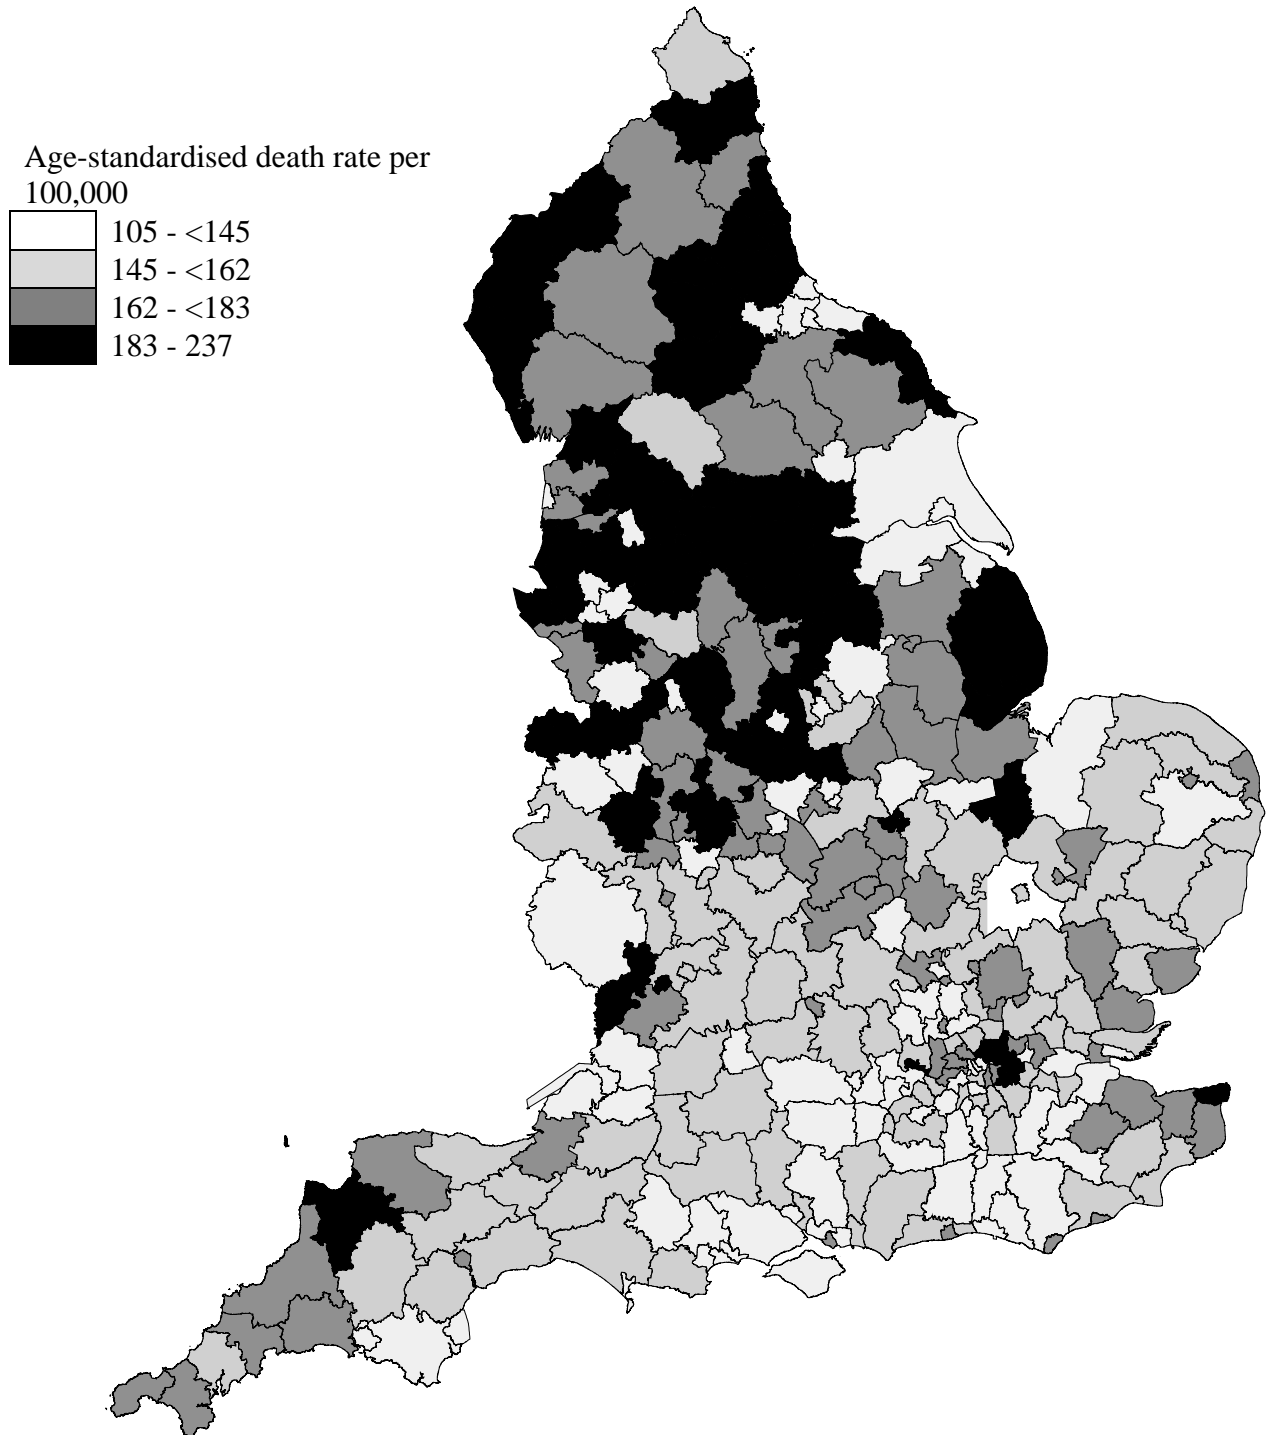 Age-standardised death rate per
100,000
105 - <145
145 - <162
162 - <183
183 - 237